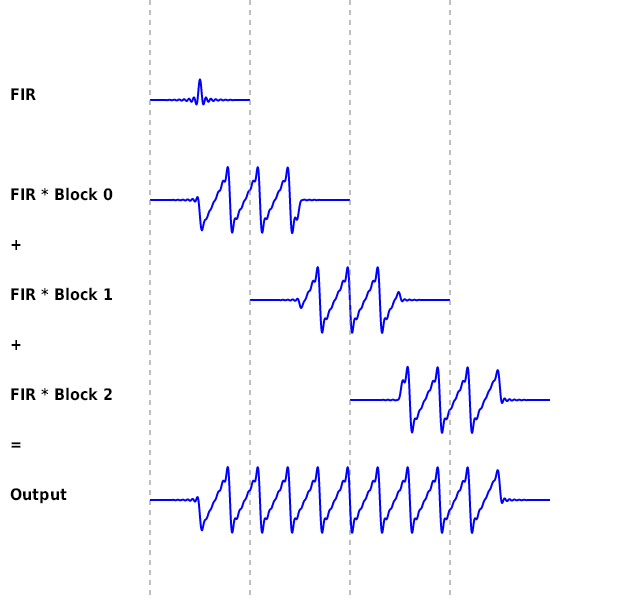 FIR
FIR * Block 0
+
FIR * Block 1
+
FIR * Block 2
=
Output